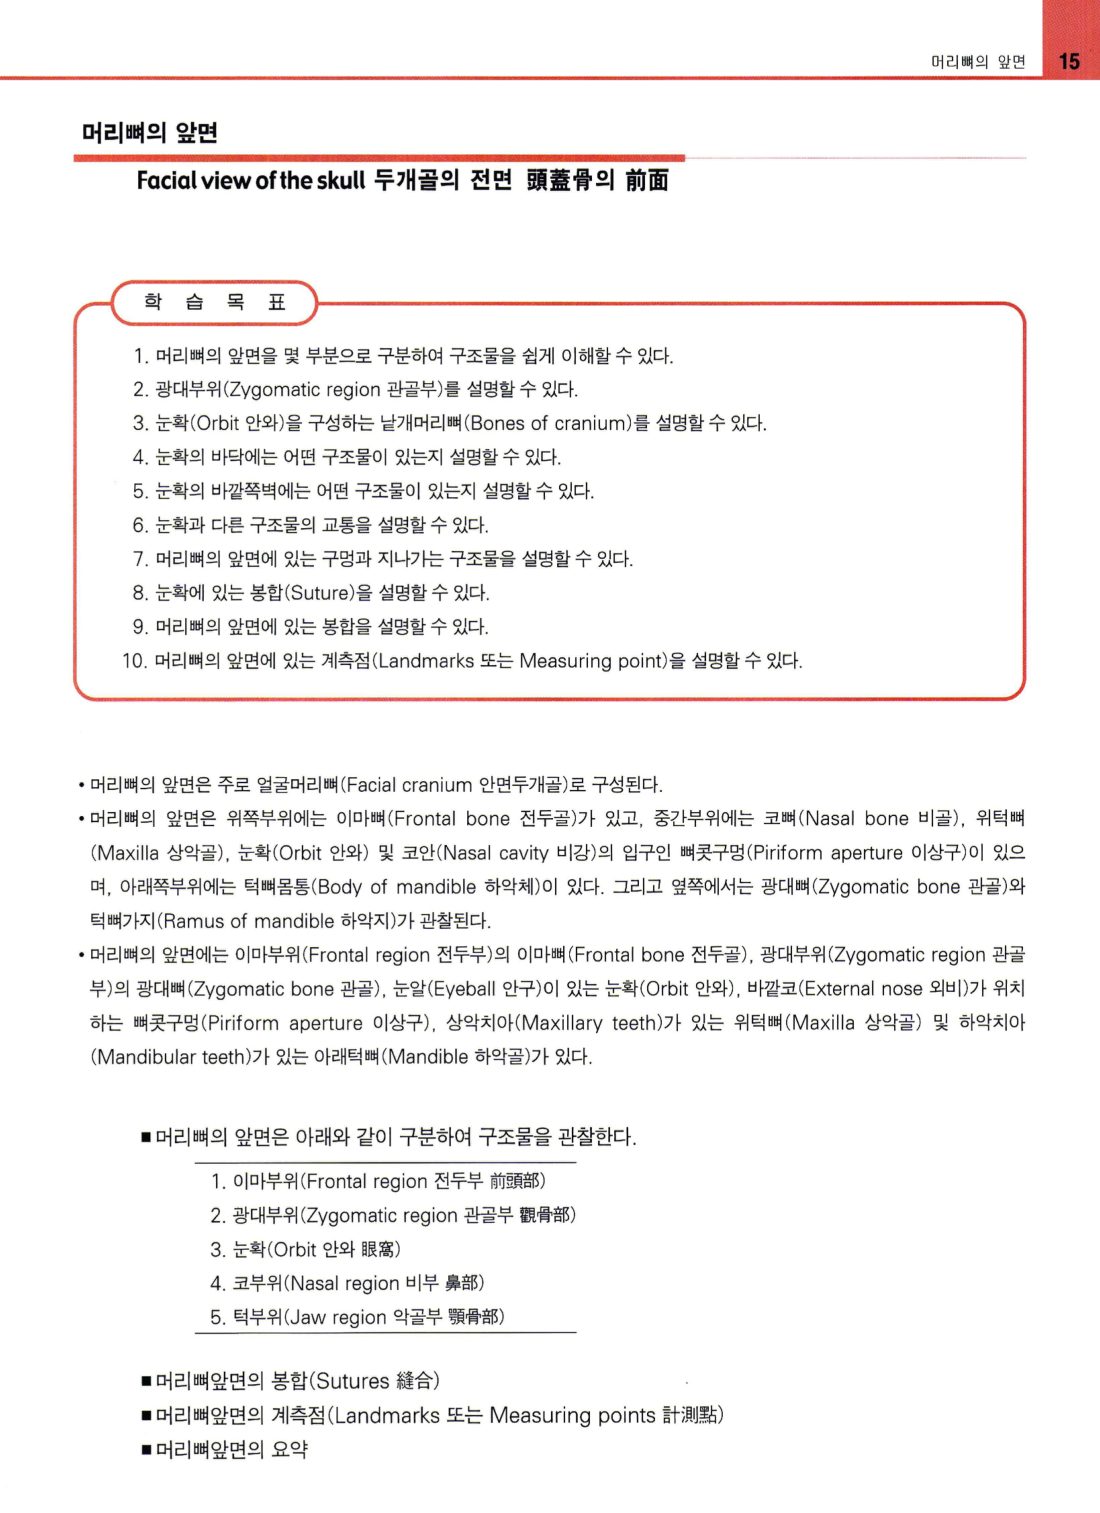 머리뼈의 앞면 15
머리뼈의 앞면
Facial view of the skull 두개골의 전면 頭蓋骨의 前面
학 습 목 표
1. 머리뼈의 앞면을 몇 부분으로 구분하여 구조물을 쉽게 이해할 수 있다.
2. 광대부위(Zygomatic region 관골부)를 설명할 수 있다.
3. 눈확(Orbit 안와)을 구성하는 낱개머리뼈(Bones of cranium)를 설명할 수 있다.
4. 눈확의 바닥에는 어떤 구조물이 있는지 설명할 수 있다.
5. 눈확의 바깥쪽벽에는 어떤 구조물이 있는지 설명할 수 있다.
6. 눈확과 다른 구조물의 교통을 설명할 수 있다.
7. 머리뼈의 앞면에 있는 구멍과 지나가는 구조물을 설명할 수 있다.
8. 눈확에 있는 봉합(Suture)을 설명할 수 있다.
9. 머리뼈의 앞면에 있는 봉합을 설명할 수 있다.
10. 머리뼈의 앞면에 있는 계측점(Landmarks 또는 Measuring point)을 설명할 수 있다.
• 머리뼈의 앞면은 주로 얼굴머리뼈(Facial cranium 안면두개골)로 구성된다.
• 머리뼈의 앞면은 위쪽부위에는 이마뼈(Frontal bone 전두골)가 있고, 중간부위에는 코뼈(Nasal bone 비골), 위턱뼈
(Maxilla 상악골), 눈확(Orbit 안와) 및 코안(Nasal cavity 비강)의 입구인 뼈콧구멍(Piriform aperture 이상구)이 있으
며, 아래쪽부위에는 턱뼈몸통(Body of mandible 하악체)이 있다. 그리고 옆쪽에서는 광대뼈(Zygomatic bone 관골)와
턱뼈가지(Ramus of mandible 하악지)가 관찰된다.
• 머리뼈의 앞면에는 이마부위(Frontal region 전두부)의 이마뼈(Frontal bone 전두골), 광대부위(Zygomatic region 관골
부)의 광대뼈(Zygomatic bone 관골), 눈알(Eyeball 안구)이 있는 눈확(Orbit 안와), 바깥코(External nose 외비)가 위치
하는 뼈콧구멍(Piriform aperture 이상구), 상악치아(Maxillary teeth)가 있는 위턱뼈(Maxilla 상악골) 및 하악치아
(Mandibular teeth)가 있는 아래턱뼈(Mandible 하악골)가 있다.
■ 머리뼈의 앞면은 아래와 같이 구분하여 구조물을 관찰한다.
1. 이마부위(Frontal region 전두부 前頭部)
2. 광대부위(Zygomatic region 관골부 觀骨部)
3. 눈확(Orbit 안와 眼窩)
4. 코부위(Nasal region 비부 鼻部)
5. 턱부위(Jaw region 악골부 顎骨部)
■ 머리뼈앞면의 봉합(Sutures 縫合)
■ 머리뼈앞면의 계측점(Landmarks 또는 Measuring points 計測點)
■ 머리뼈앞면의 요약